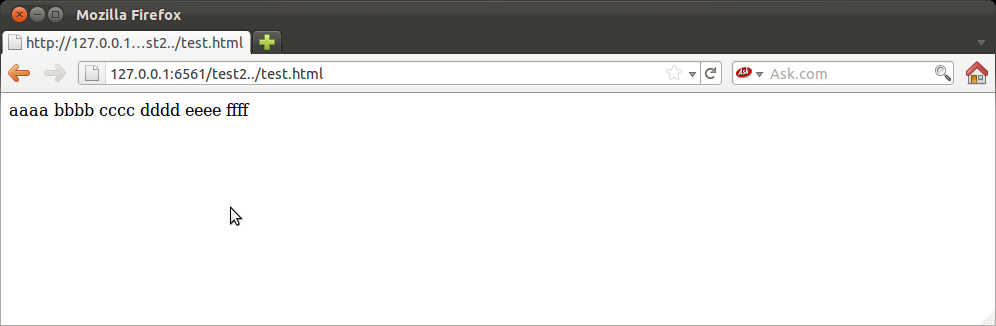 Mozilla Firefox
http://127.0.0.1...st2../test.html
127.0.0.1:6561/test2../test.html
Ask Ask.com
aaaa bbbb cccc dddd eeee ffff